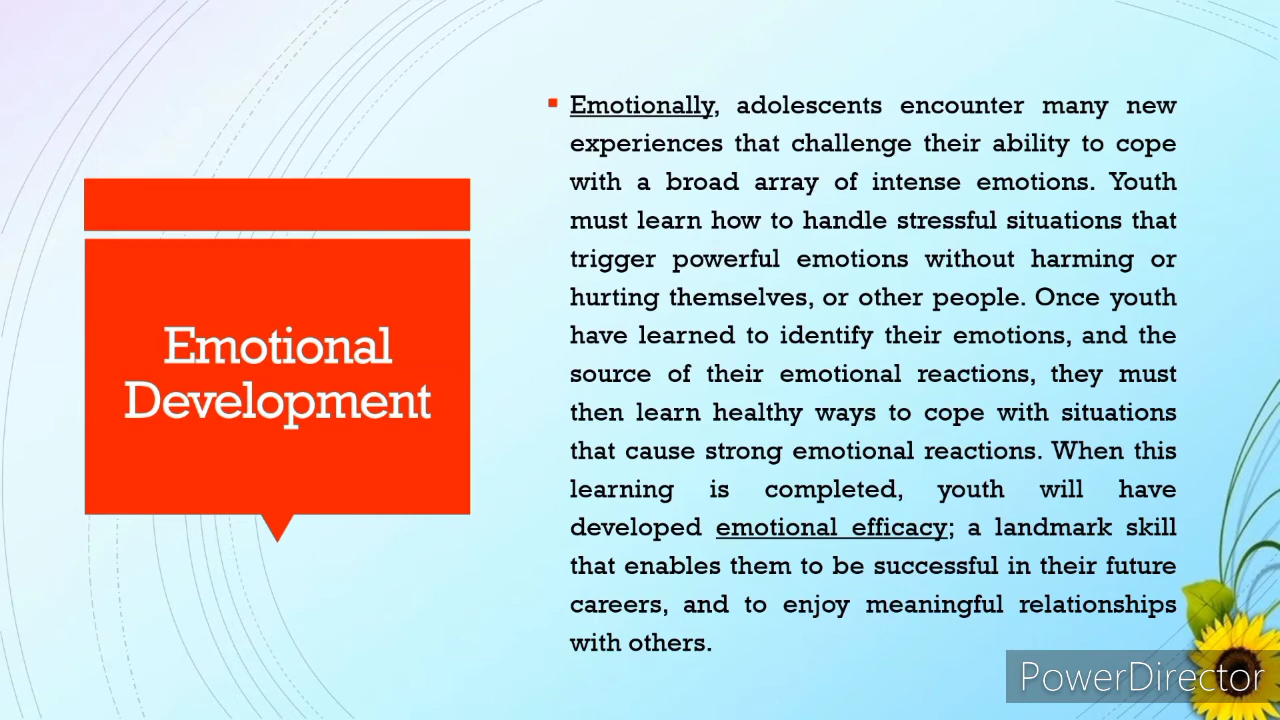 Emotional
Development
Emotionally, adolescents encounter many new
experiences that challenge their ability to cope
with a broad array of intense emotions. Youth
must learn how to handle stressful situations that
trigger powerful emotions without harming or
hurting themselves, or other people. Once youth
have learned to identify their emotions, and the
source of their emotional reactions, they must
then learn healthy ways to cope with situations
that cause strong emotional reactions. When this
learning is completed, youth will have
developed emotional efficacy; a landmark skill
that enables them to be successful in their future
careers, and to enjoy meaningful relationships
with others.
PowerDirector